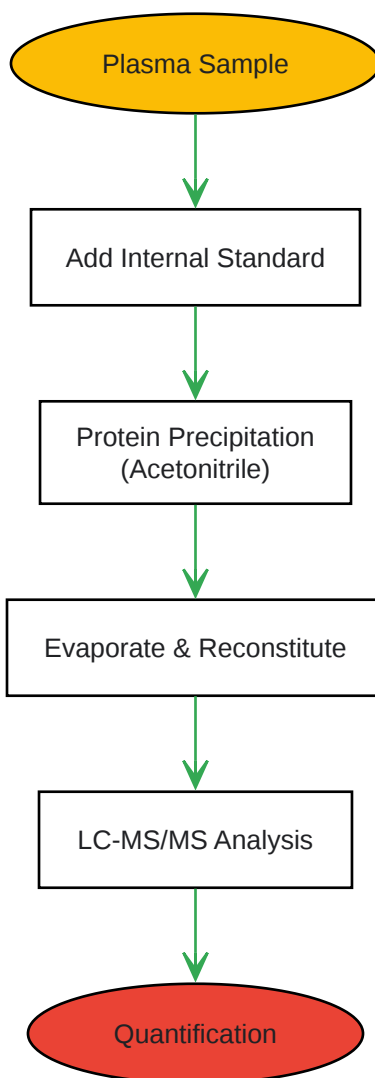 Plasma Sample
Add Internal Standard
Protein Precipitation
(Acetonitrile)
Evaporate & Reconstitute
LC-MS/MS Analysis
Quantification